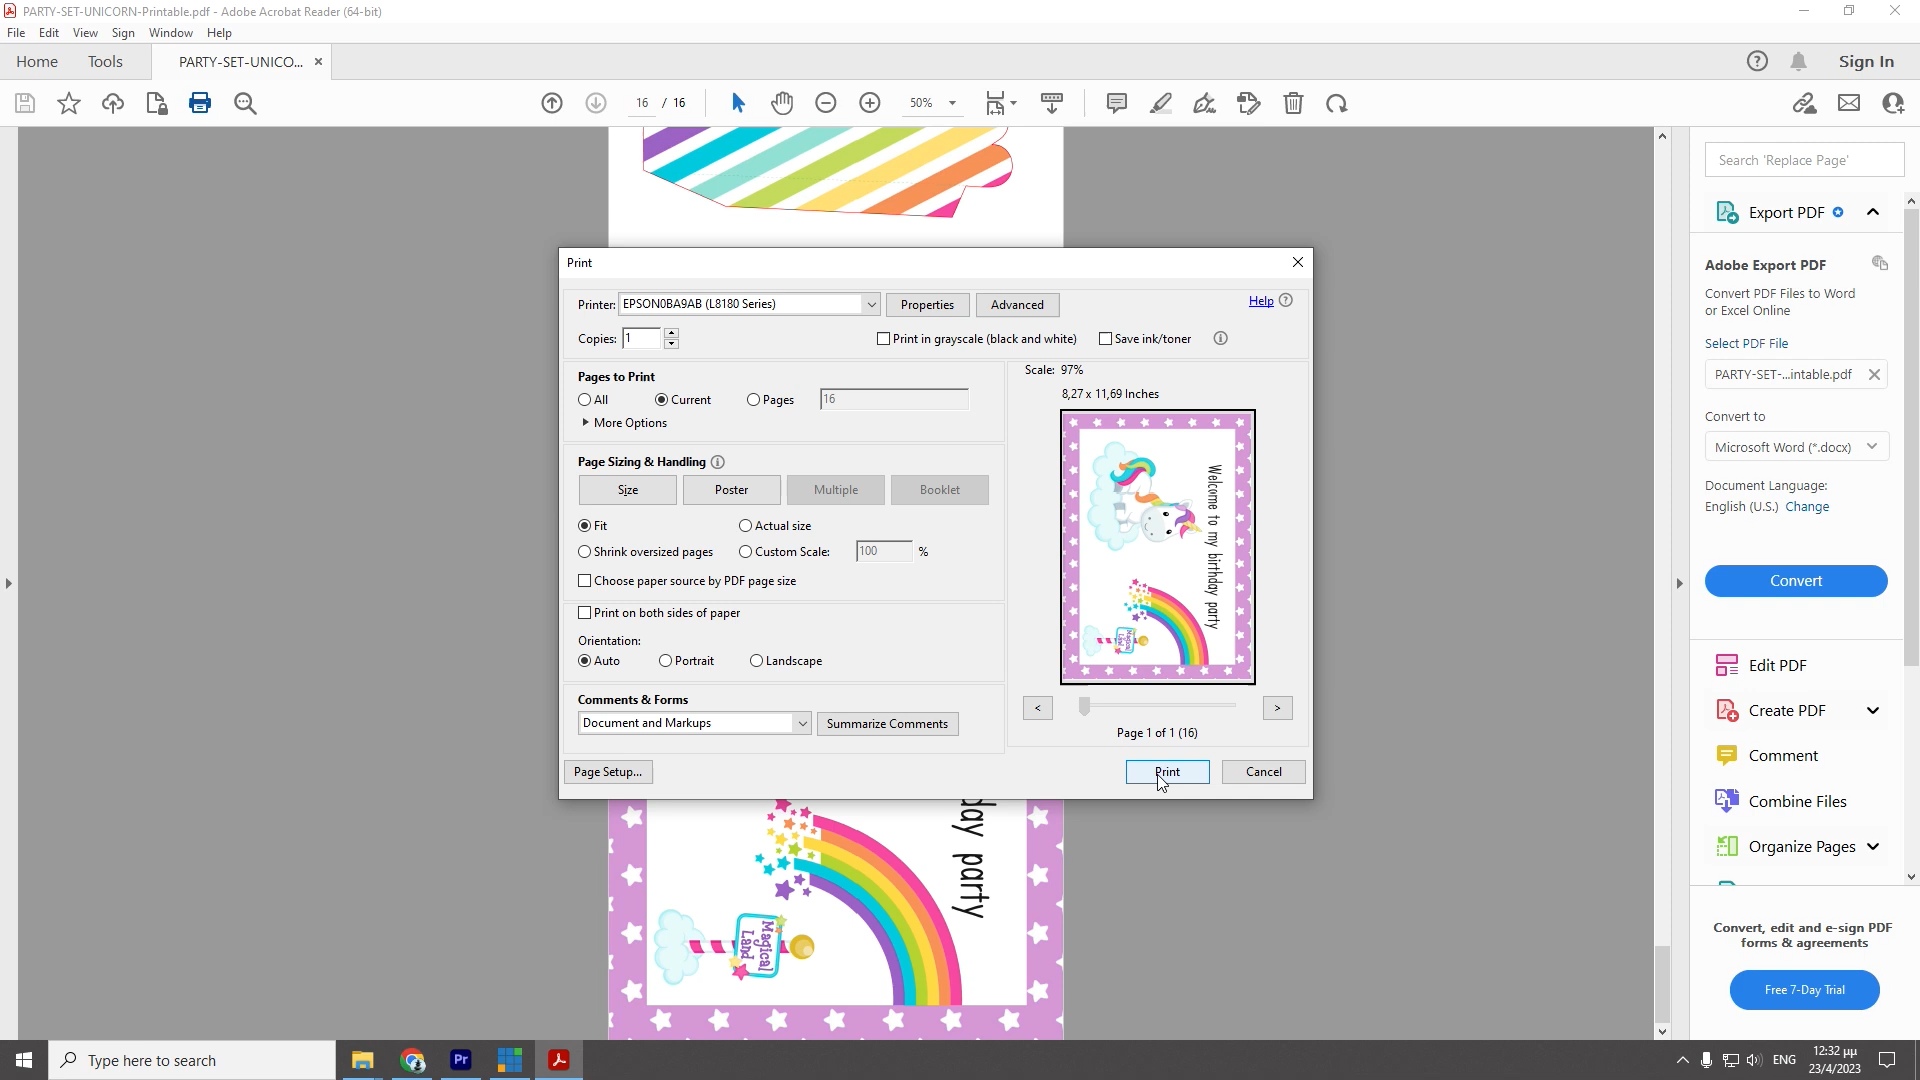 PARTY-SET-UNICORN-Printable.pdf - Adobe Acrobat Reader (64-bit)
File Edit View Sign Window Help
Home Tools PARTY-SET-UNICO... × Sign In
16 / 16 50%
Search 'Replace Page'
Export PDF
Adobe Export PDF
Convert PDF Files to Word
or Excel Online
Select PDF File
PARTY-SET-...intable.pdf
Convert to
Microsoft Word (*.docx)
Document Language:
English (U.S.) Change
Convert
Edit PDF
Create PDF
Comment
Combine Files
Organize Pages
Convert, edit and e-sign PDF
forms & agreements
Free 7-Day Trial
Print
Printer: EPSON0BA9AB (L8180 Series) Properties Advanced Help ?
Copies: 1 Print in grayscale (black and white) Save ink/toner
Pages to Print
All Current Pages 16
More Options
Page Sizing & Handling
Size Poster Multiple Booklet
Fit Actual size
Shrink oversized pages Custom Scale: 100 %
Choose paper source by PDF page size
Print on both sides of paper
Orientation:
Auto Portrait Landscape
Comments & Forms
Document and Markups Summarize Comments
Page Setup...
Scale: 97%
8,27 x 11,69 Inches
Welcome to my birthday party
Magical
Land
< >
Page 1 of 1 (16)
Print Cancel
day party
Magical
Land
Type here to search
Pr
ENG
12:32 μμ
23/4/2023